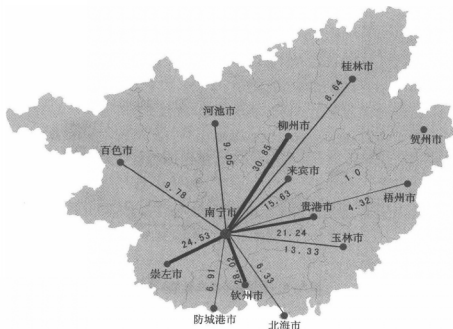 桂林市
8.64
河池市
柳州市
贺州市
9.05
30.85
百色市
来宾市
1.0
9.78
15.63
梧州市
南宁市
贵港市
4.32
24.53
21.24
玉林市
13.33
崇左市
28.02
6.33
6.91
钦州市
防城港市
北海市